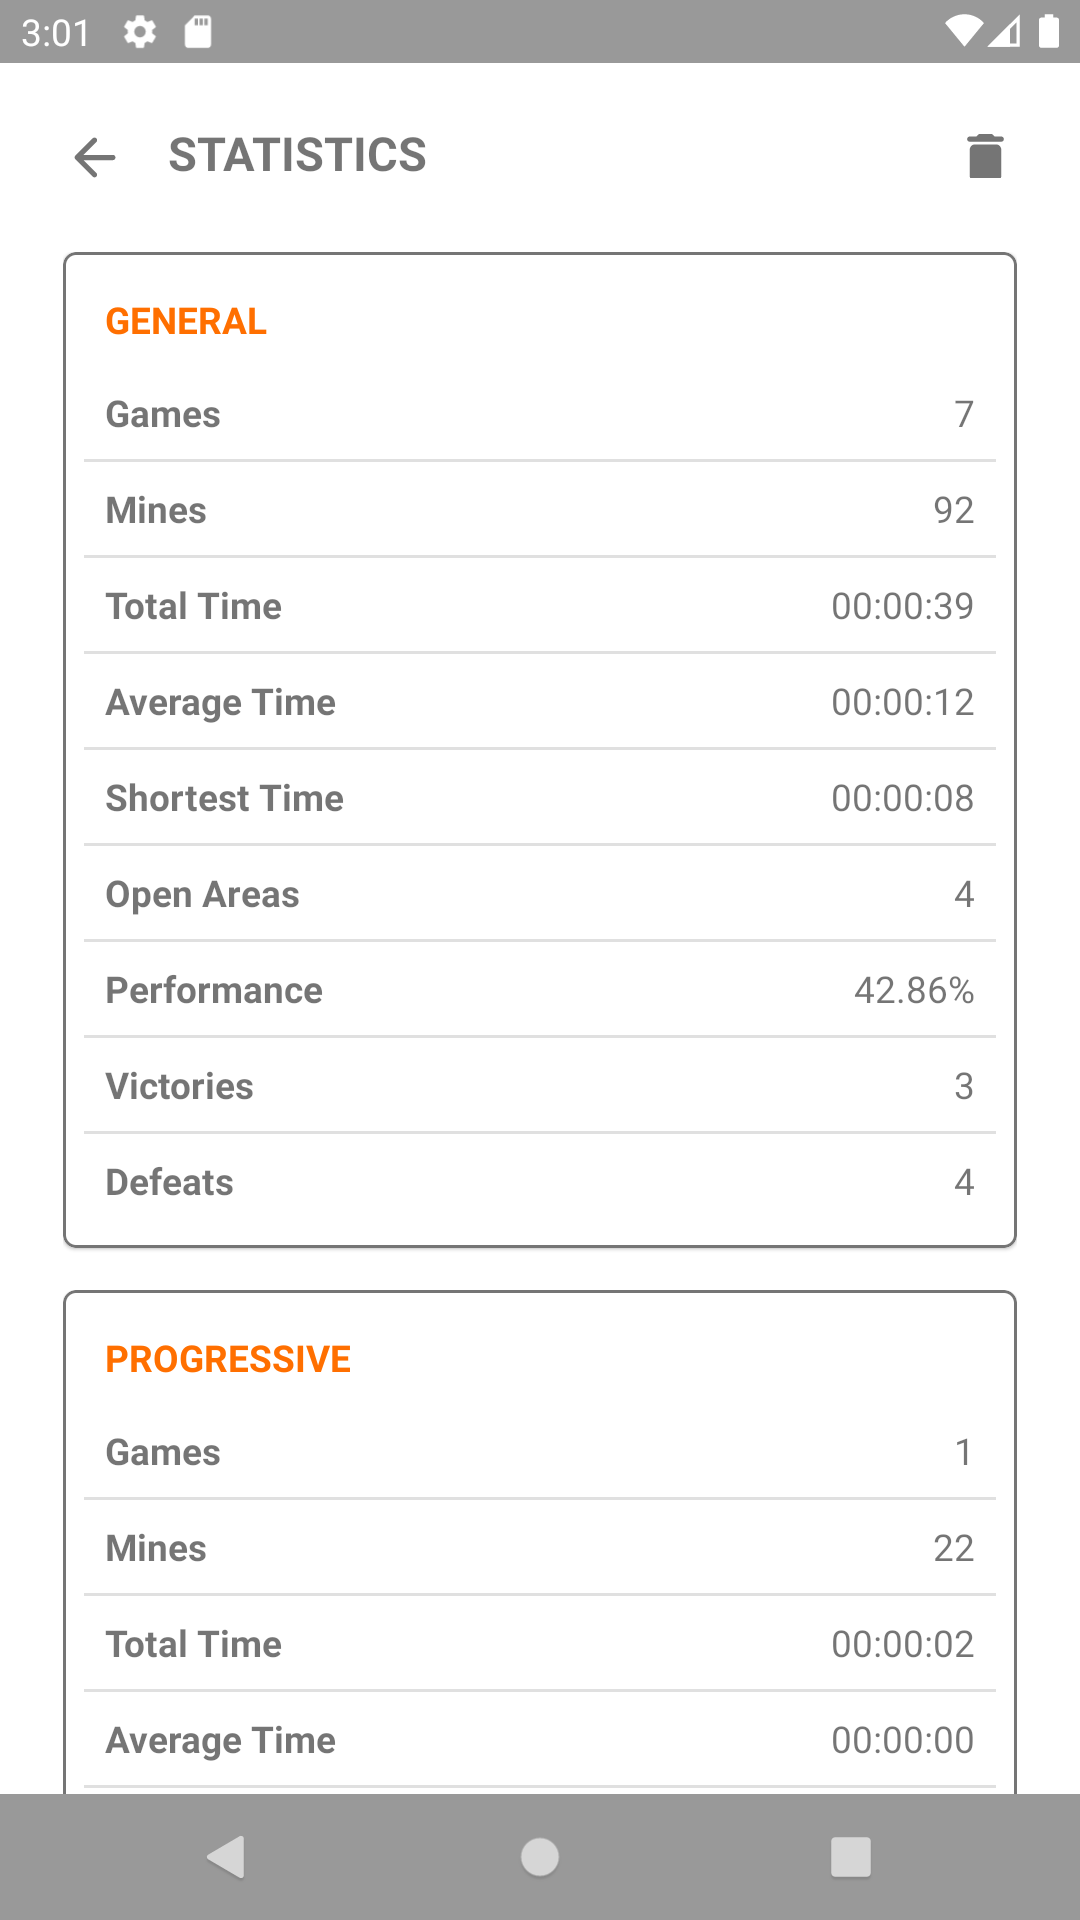 3:01
STATISTICS
GENERAL
Games 7
Mines 92
Total Time 00:00:39
Average Time 00:00:12
Shortest Time 00:00:08
Open Areas 4
Performance 42.86%
Victories 3
Defeats 4
PROGRESSIVE
Games 1
Mines 22
Total Time 00:00:02
Average Time 00:00:00